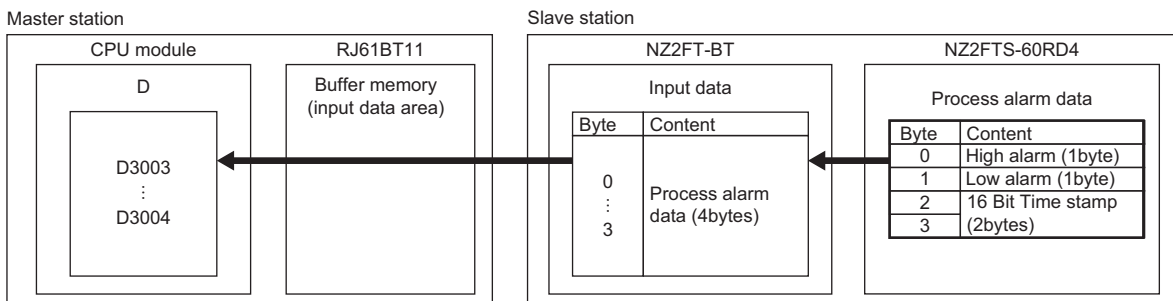 Master station
Slave station
CPU module
RJ61BT11
NZ2FT-BT
NZ2FTS-60RD4
D
Buffer memory
(input data area)
Input data
Process alarm data
Byte Content
Byte Content
0 High alarm (1byte)
1 Low alarm (1byte)
2 16 Bit Time stamp
3 (2bytes)
D3003
⋮
D3004
0
⋮
3
Process alarm
data (4bytes)